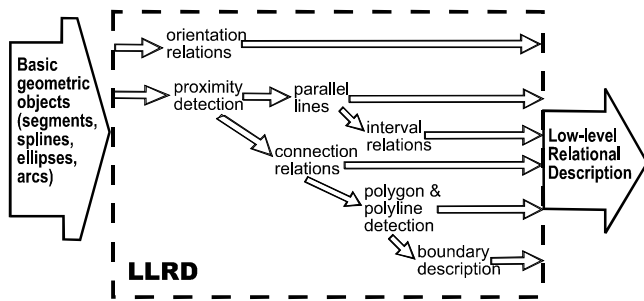 Basic
geometric
objects
(segments,
splines,
ellipses,
arcs)
orientation
relations
proximity
detection
parallel
lines
interval
relations
connection
relations
polygon &
polyline
detection
boundary
description
LLRD
Low-level
Relational
Description